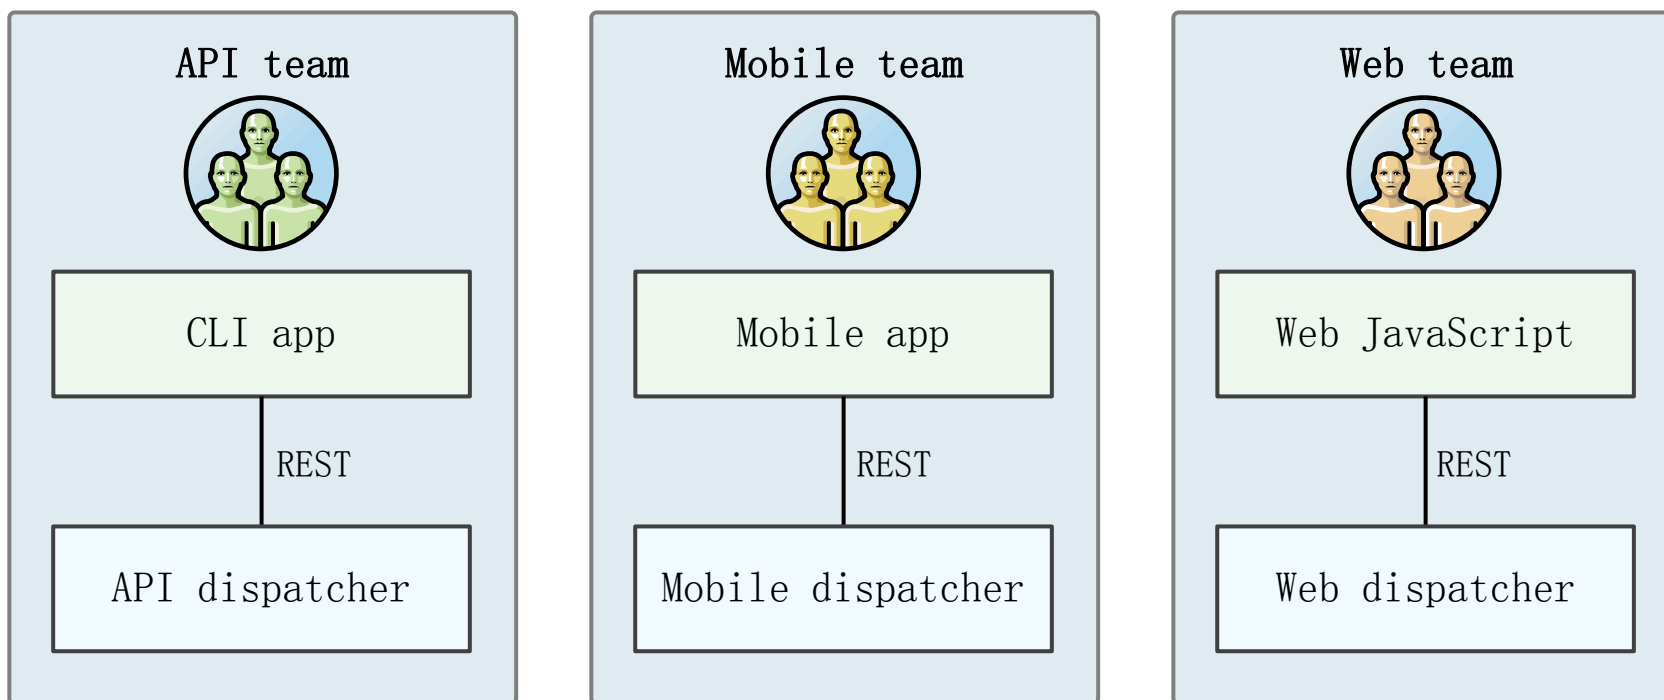 API team
CLI app
REST
API dispatcher
Mobile team
Mobile app
REST
Mobile dispatcher
Web team
Web JavaScript
REST
Web dispatcher